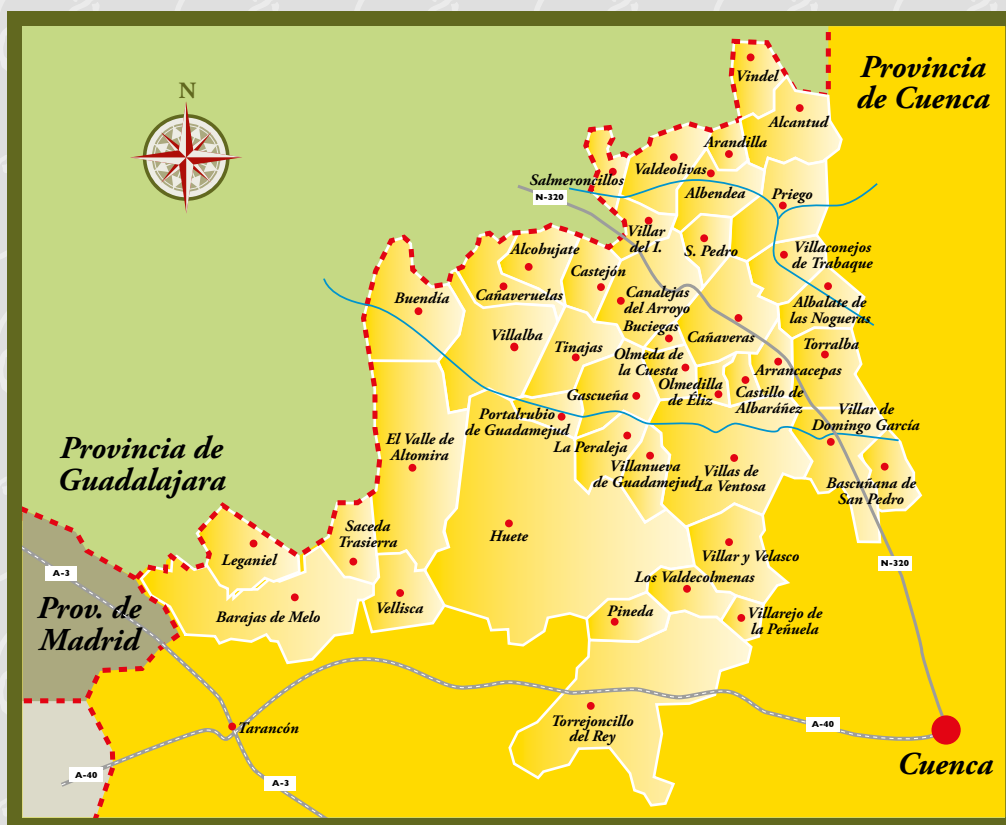 N
Provincia
de Cuenca
Vindel
Alcantud
Arandilla
Valdeolivas
Salmeroncillos
Albendea
Priego
N-320
Villar
del I.
S. Pedro
Villaconejos
de Trabaque
Alcohujate
Castejón
Buendía
Cañaveruelas
Canalejas
del Arroyo
Albalate de
las Nogueras
Buciegas
Cañaveras
Villalba
Tinajas
Torralba
Olmeda de
la Cuesta
Arrancacepas
Olmedilla
de Éliz
Castillo de
Albaráñez
Gascueña
Portalrubio
de Guadamejud
Villar de
Domingo García
El Valle de
Altomira
La Peraleja
Villanueva
de Guadamejud
Villas de
La Ventosa
Bascuñana de
San Pedro
Provincia de
Guadalajara
Saceda
Trasierra
Huete
Leganiel
Villar y Velasco
N-320
A-3
Los Valdecolmenas
Prov. de
Madrid
Barajas de Melo
Vellisca
Pineda
Villarejo de
la Peñuela
Torrejoncillo
del Rey
A-40
Tarancón
Cuenca
A-40
A-3